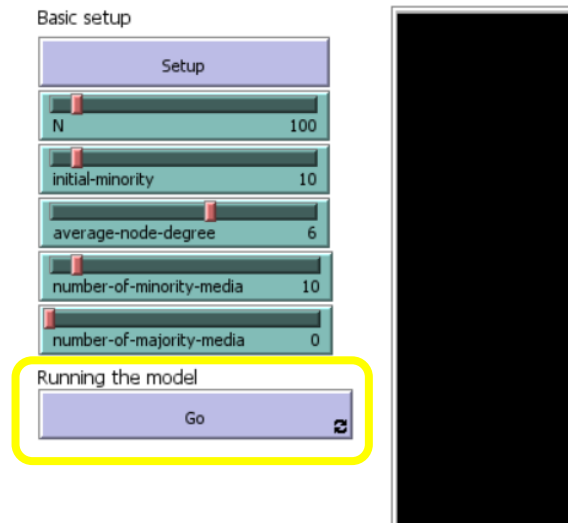 Basic setup
Setup
N 100
initial-minority 10
average-node-degree 6
number-of-minority-media 10
number-of-majority-media 0
Running the model
Go